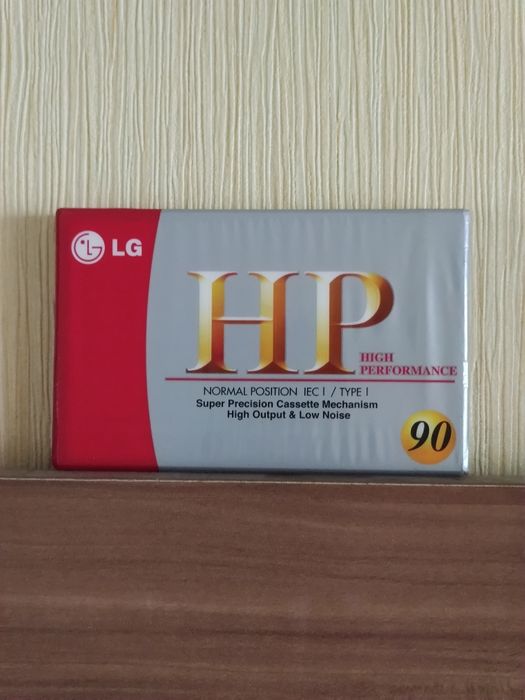 LG
HP
HIGH
PERFORMANCE
NORMAL POSITION IEC I / TYPE I
Super Precision Cassette Mechanism
High Output & Low Noise
90